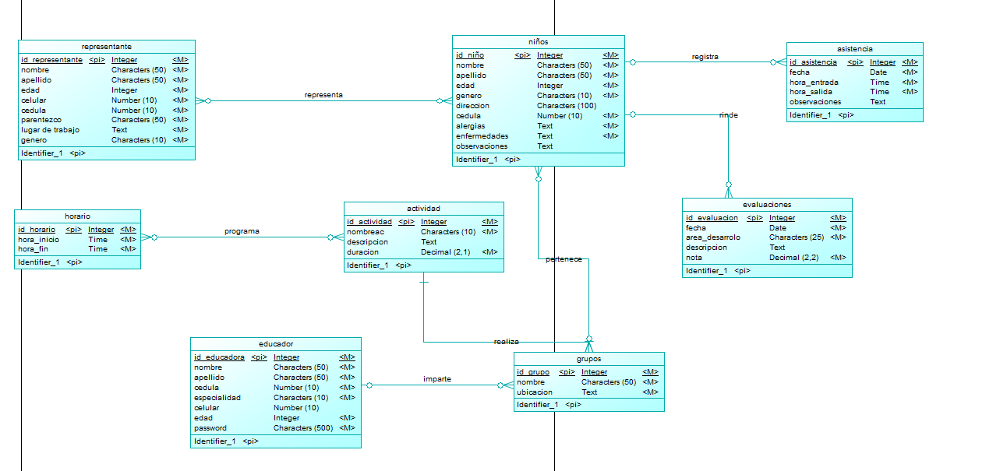 representante
id_representante <pi> Integer <M>
nombre Characters (50) <M>
apellido Characters (50) <M>
edad Integer <M>
celular Number (10) <M>
cedula Number (10) <M>
parentezco Characters (50) <M>
lugar de trabajo Text <M>
genero Characters (10) <M>
Identifier_1 <pi>
representa
niños
id_niño <pi> Integer <M>
nombre Characters (50) <M>
apellido Characters (50) <M>
edad Integer <M>
genero Characters (10) <M>
direccion Characters (100)
cedula Number (10) <M>
alergias Text <M>
enfermedades Text <M>
observaciones Text
Identifier_1 <pi>
registra
asistencia
id_asistencia <pi> Integer <M>
fecha Date <M>
hora_entrada Time <M>
hora_salida Time <M>
observaciones Text
Identifier_1 <pi>
rinde
horario
id_horario <pi> Integer <M>
hora_inicio Time <M>
hora_fin Time <M>
Identifier_1 <pi>
programa
actividad
id_actividad <pi> Integer <M>
nombreac Characters (10) <M>
descripcion Text
duracion Decimal (2,1) <M>
Identifier_1 <pi>
pertenece
evaluaciones
id_evaluacion <pi> Integer <M>
fecha Date <M>
area_desarrolo Characters (25) <M>
descripcion Text
nota Decimal (2,2) <M>
Identifier_1 <pi>
realiza
educador
id_educadora <pi> Integer <M>
nombre Characters (50) <M>
apellido Characters (50) <M>
cedula Number (10) <M>
especialidad Characters (10) <M>
celular Number (10)
edad Integer <M>
password Characters (500) <M>
Identifier_1 <pi>
imparte
grupos
id_grupo <pi> Integer <M>
nombre Characters (50) <M>
ubicacion Text <M>
Identifier_1 <pi>